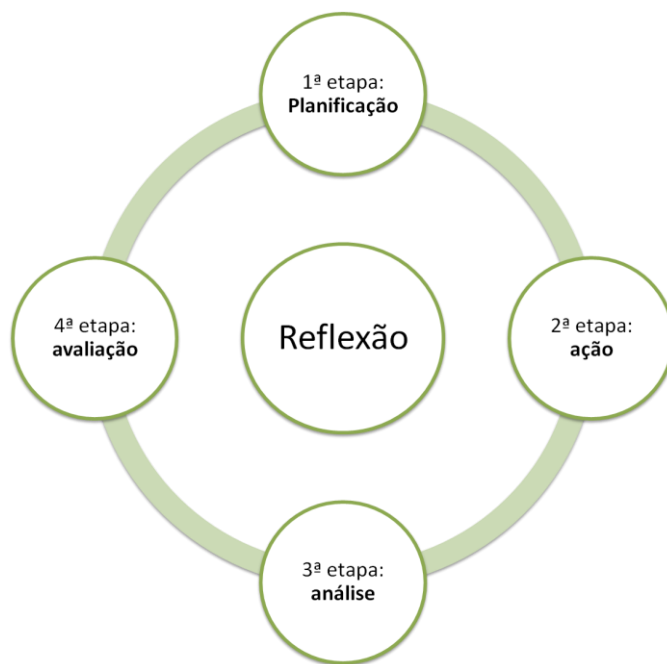 1ª etapa:
Planificação
2ª etapa:
ação
3ª etapa:
análise
4ª etapa:
avaliação
Reflexão